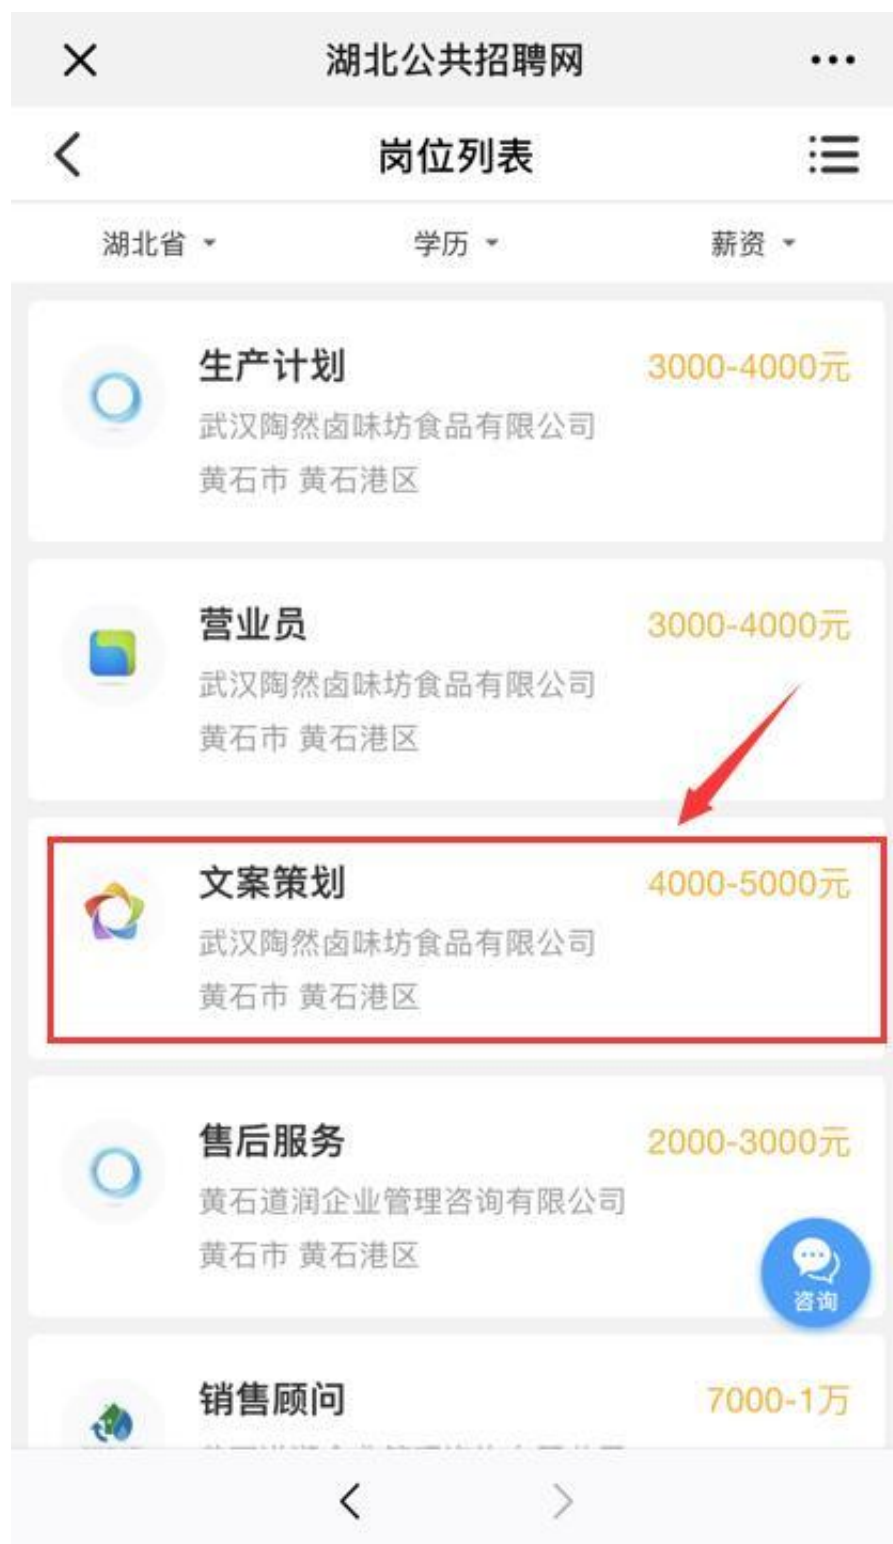 湖北公共招聘网
岗位列表
湖北省 学历 薪资
生产计划 3000-4000元
武汉陶然卤味坊食品有限公司
黄石市 黄石港区
营业员 3000-4000元
武汉陶然卤味坊食品有限公司
黄石市 黄石港区
文案策划 4000-5000元
武汉陶然卤味坊食品有限公司
黄石市 黄石港区
售后服务 2000-3000元
黄石道润企业管理咨询有限公司
黄石市 黄石港区
咨询
销售顾问 7000-1万